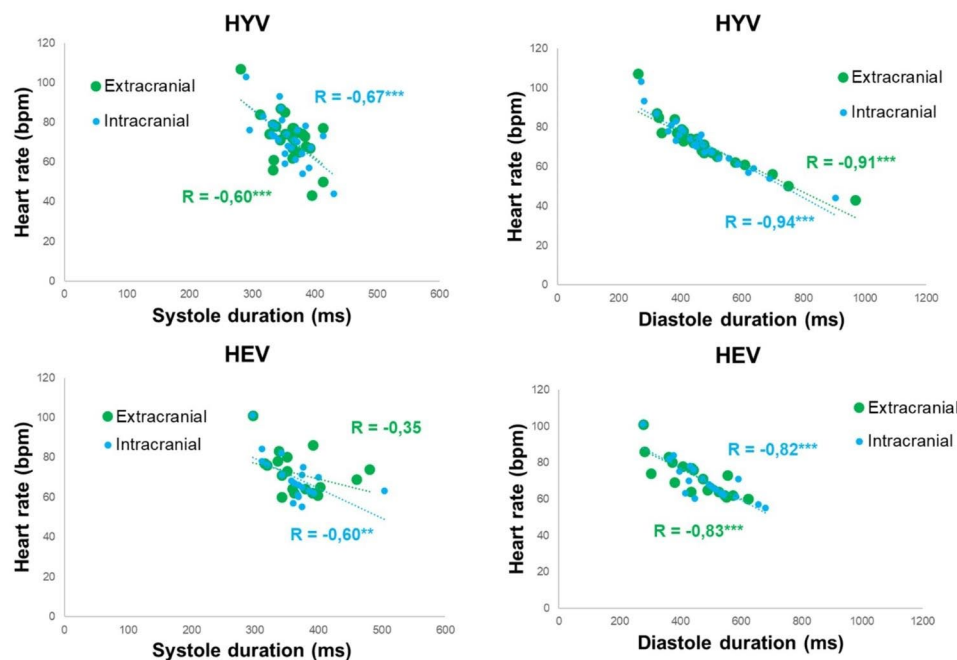 HYV
120
100
80
60
40
20
0
Heart rate (bpm)
Extracranial
Intracranial
R = -0,67***
R = -0,60***
0 100 200 300 400 500 600
Systole duration (ms)
HYV
120
100
80
60
40
20
0
Heart rate (bpm)
Extracranial
Intracranial
R = -0,91***
R = -0,94***
0 200 400 600 800 1000 1200
Diastole duration (ms)
HEV
120
100
80
60
40
20
0
Heart rate (bpm)
Extracranial
Intracranial
R = -0,35
R = -0,60**
0 100 200 300 400 500 600
Systole duration (ms)
HEV
120
100
80
60
40
20
0
Heart rate (bpm)
Extracranial
Intracranial
R = -0,82***
R = -0,83***
0 200 400 600 800 1000 1200
Diastole duration (ms)